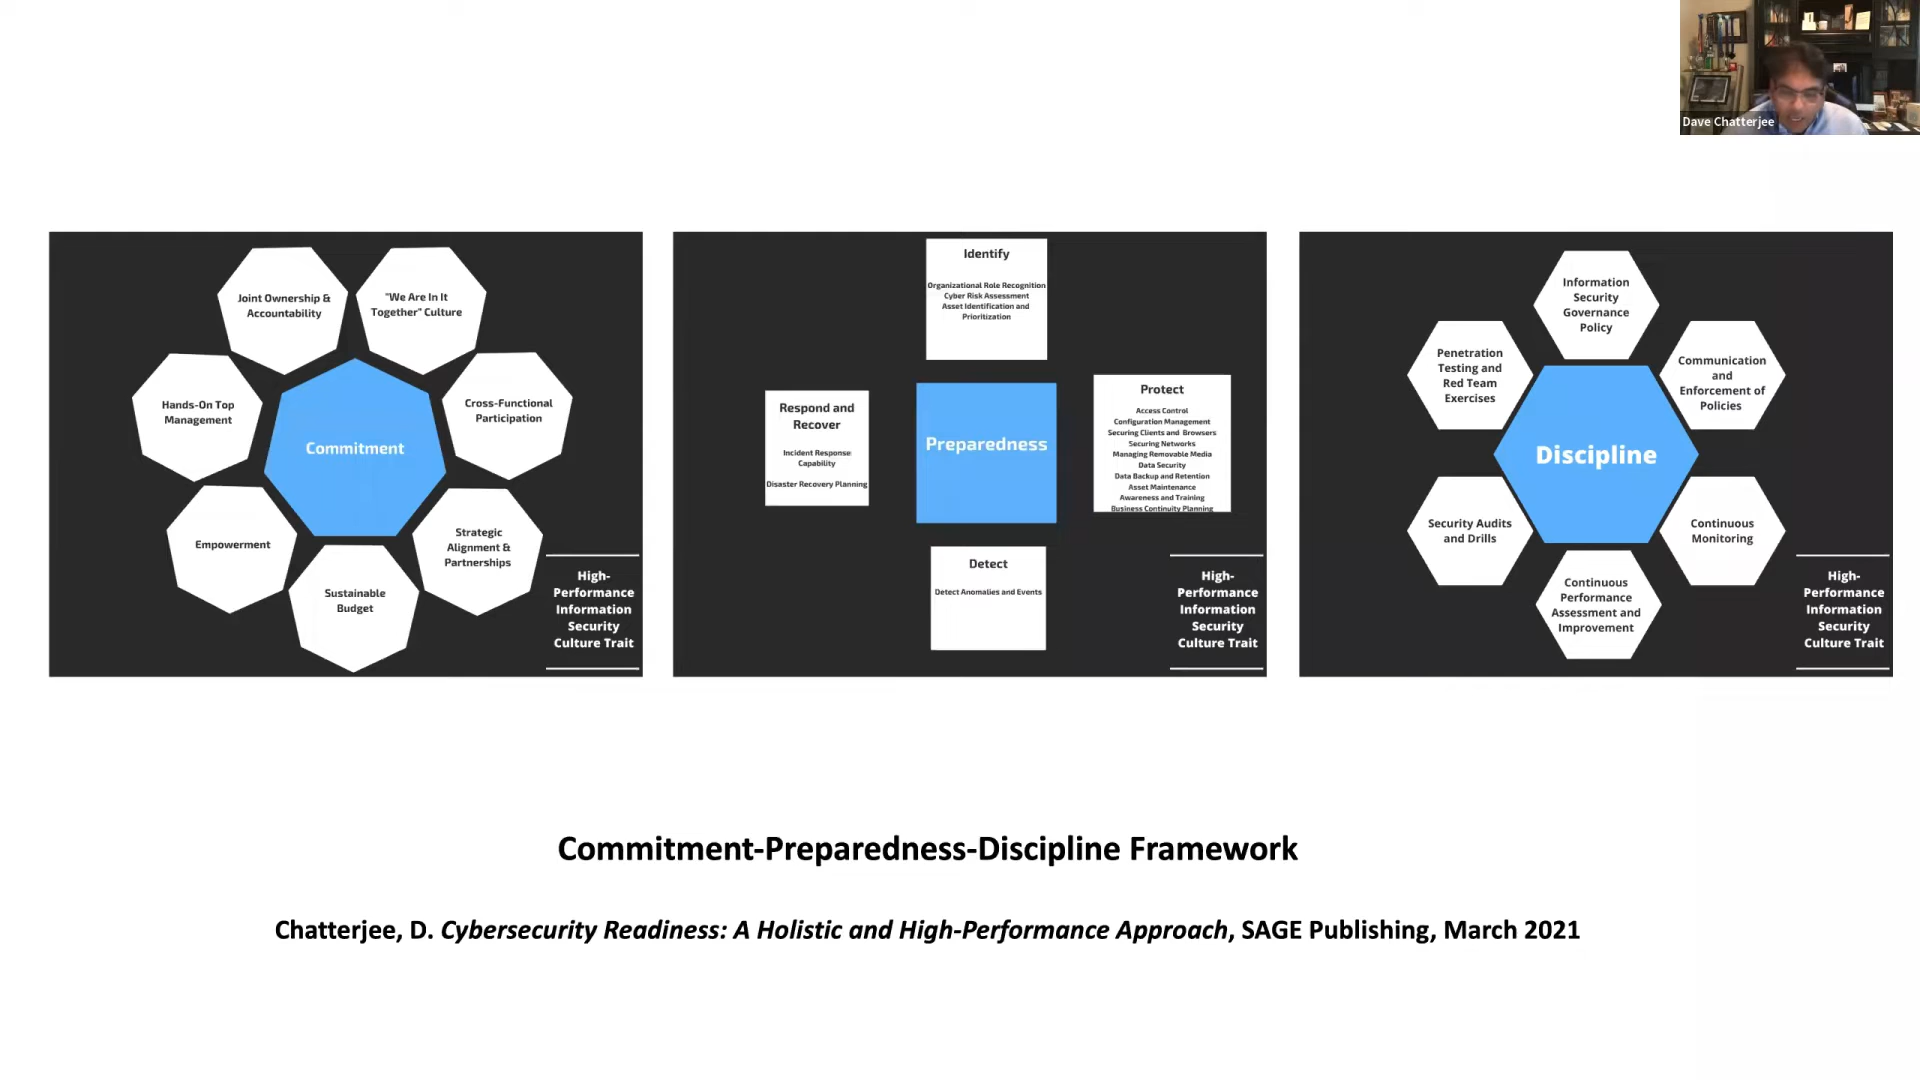 Dave Chatterjee
Joint Ownership &
Accountability
"We Are In It
Together" Culture
Hands-On Top
Management
Cross-Functional
Participation
Commitment
Empowerment
Strategic
Alignment &
Partnerships
Sustainable
Budget
High-
Performance
Information
Security
Culture Trait
Identify
Organizational Role Recognition
Cyber Risk Assessment
Asset Identification and
Prioritization
Respond and
Recover
Incident Response
Capability
Disaster Recovery Planning
Preparedness
Protect
Access Control
Configuration Management
Securing Clients and Browsers
Securing Networks
Managing Removable Media
Data Security
Data Backup and Retention
Asset Maintenance
Awareness and Training
Business Continuity Planning
Detect
Detect Anomalies and Events
High-
Performance
Information
Security
Culture Trait
Information
Security
Governance
Policy
Penetration
Testing and
Red Team
Exercises
Communication
and
Enforcement of
Policies
Discipline
Security Audits
and Drills
Continuous
Monitoring
Continuous
Performance
Assessment and
Improvement
High-
Performance
Information
Security
Culture Trait
Commitment-Preparedness-Discipline Framework
Chatterjee, D. Cybersecurity Readiness: A Holistic and High-Performance Approach, SAGE Publishing, March 2021